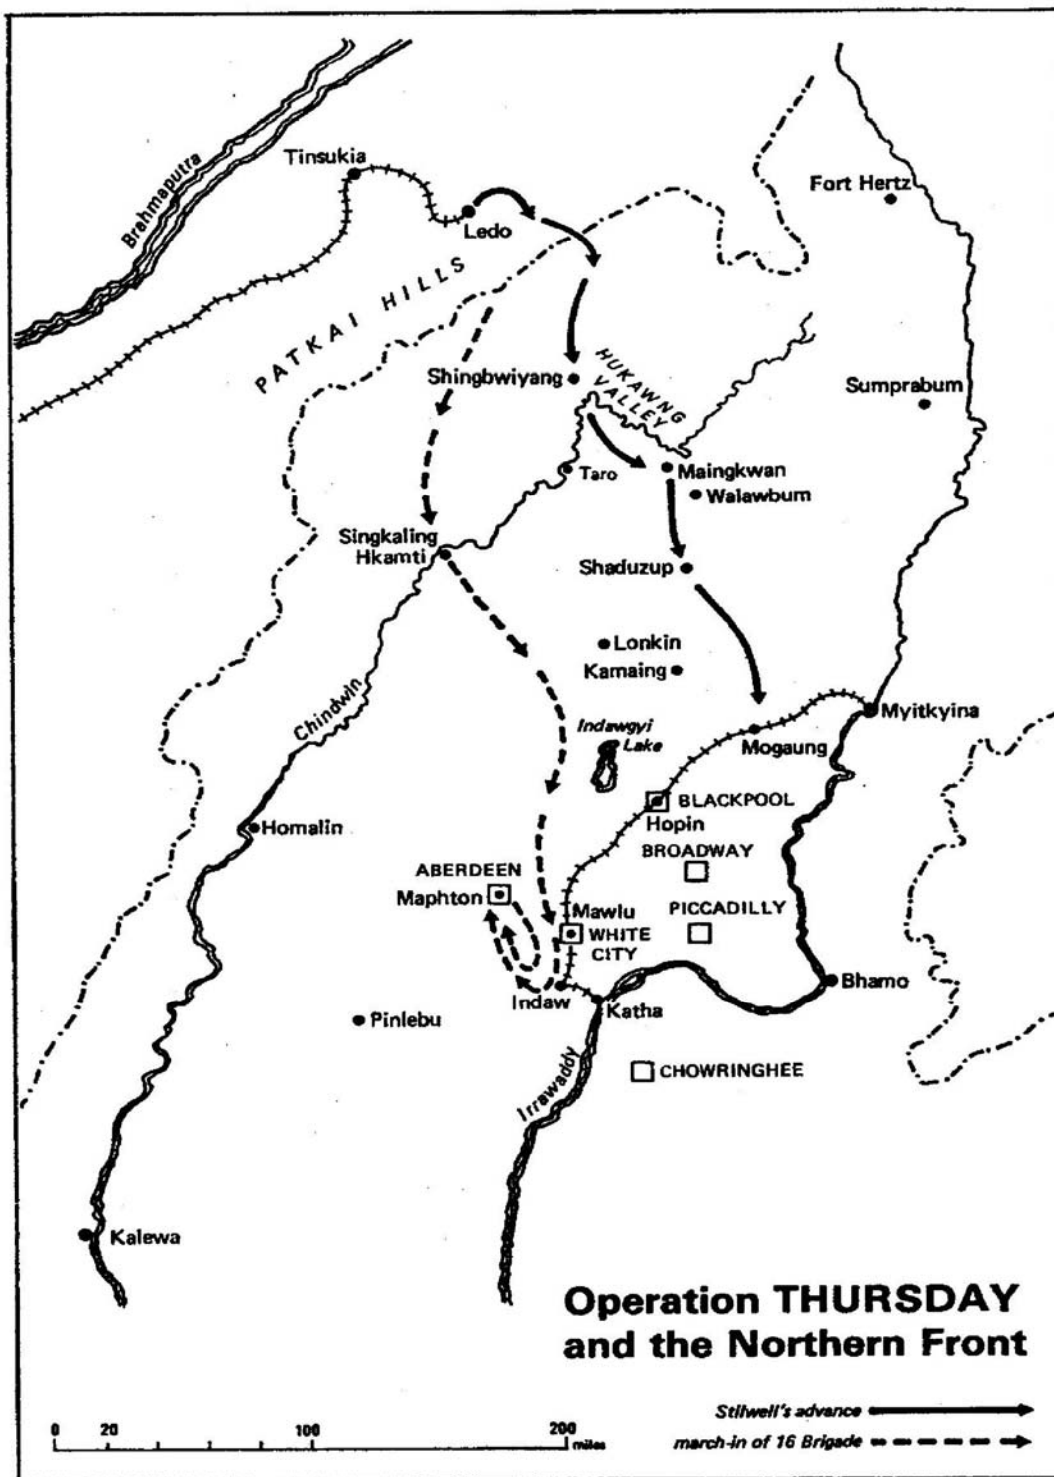 Brahmaputra
Tinsukia
Ledo
Fort Hertz
PATKAI HILLS
Shingbwiyang
HUKAWNG
VALLEY
Sumprabum
Taro
Maingkwan
Walawbum
Singkaling
Hkamti
Shaduzup
Lonkin
Kamaing
Chindwin
Indawgyi
Lake
Myitkyina
Mogaung
BLACKPOOL
Hopin
Homalin
BROADWAY
ABERDEEN
Maphton
Mawlu
WHITE
CITY
PICCADILLY
Bhamo
Indaw
Katha
Pinlebu
Irrawaddy
CHOWRINGHEE
Kalewa
Operation THURSDAY
and the Northern Front
Stilwell's advance
march-in of 16 Brigade
0 20 100 200
miles